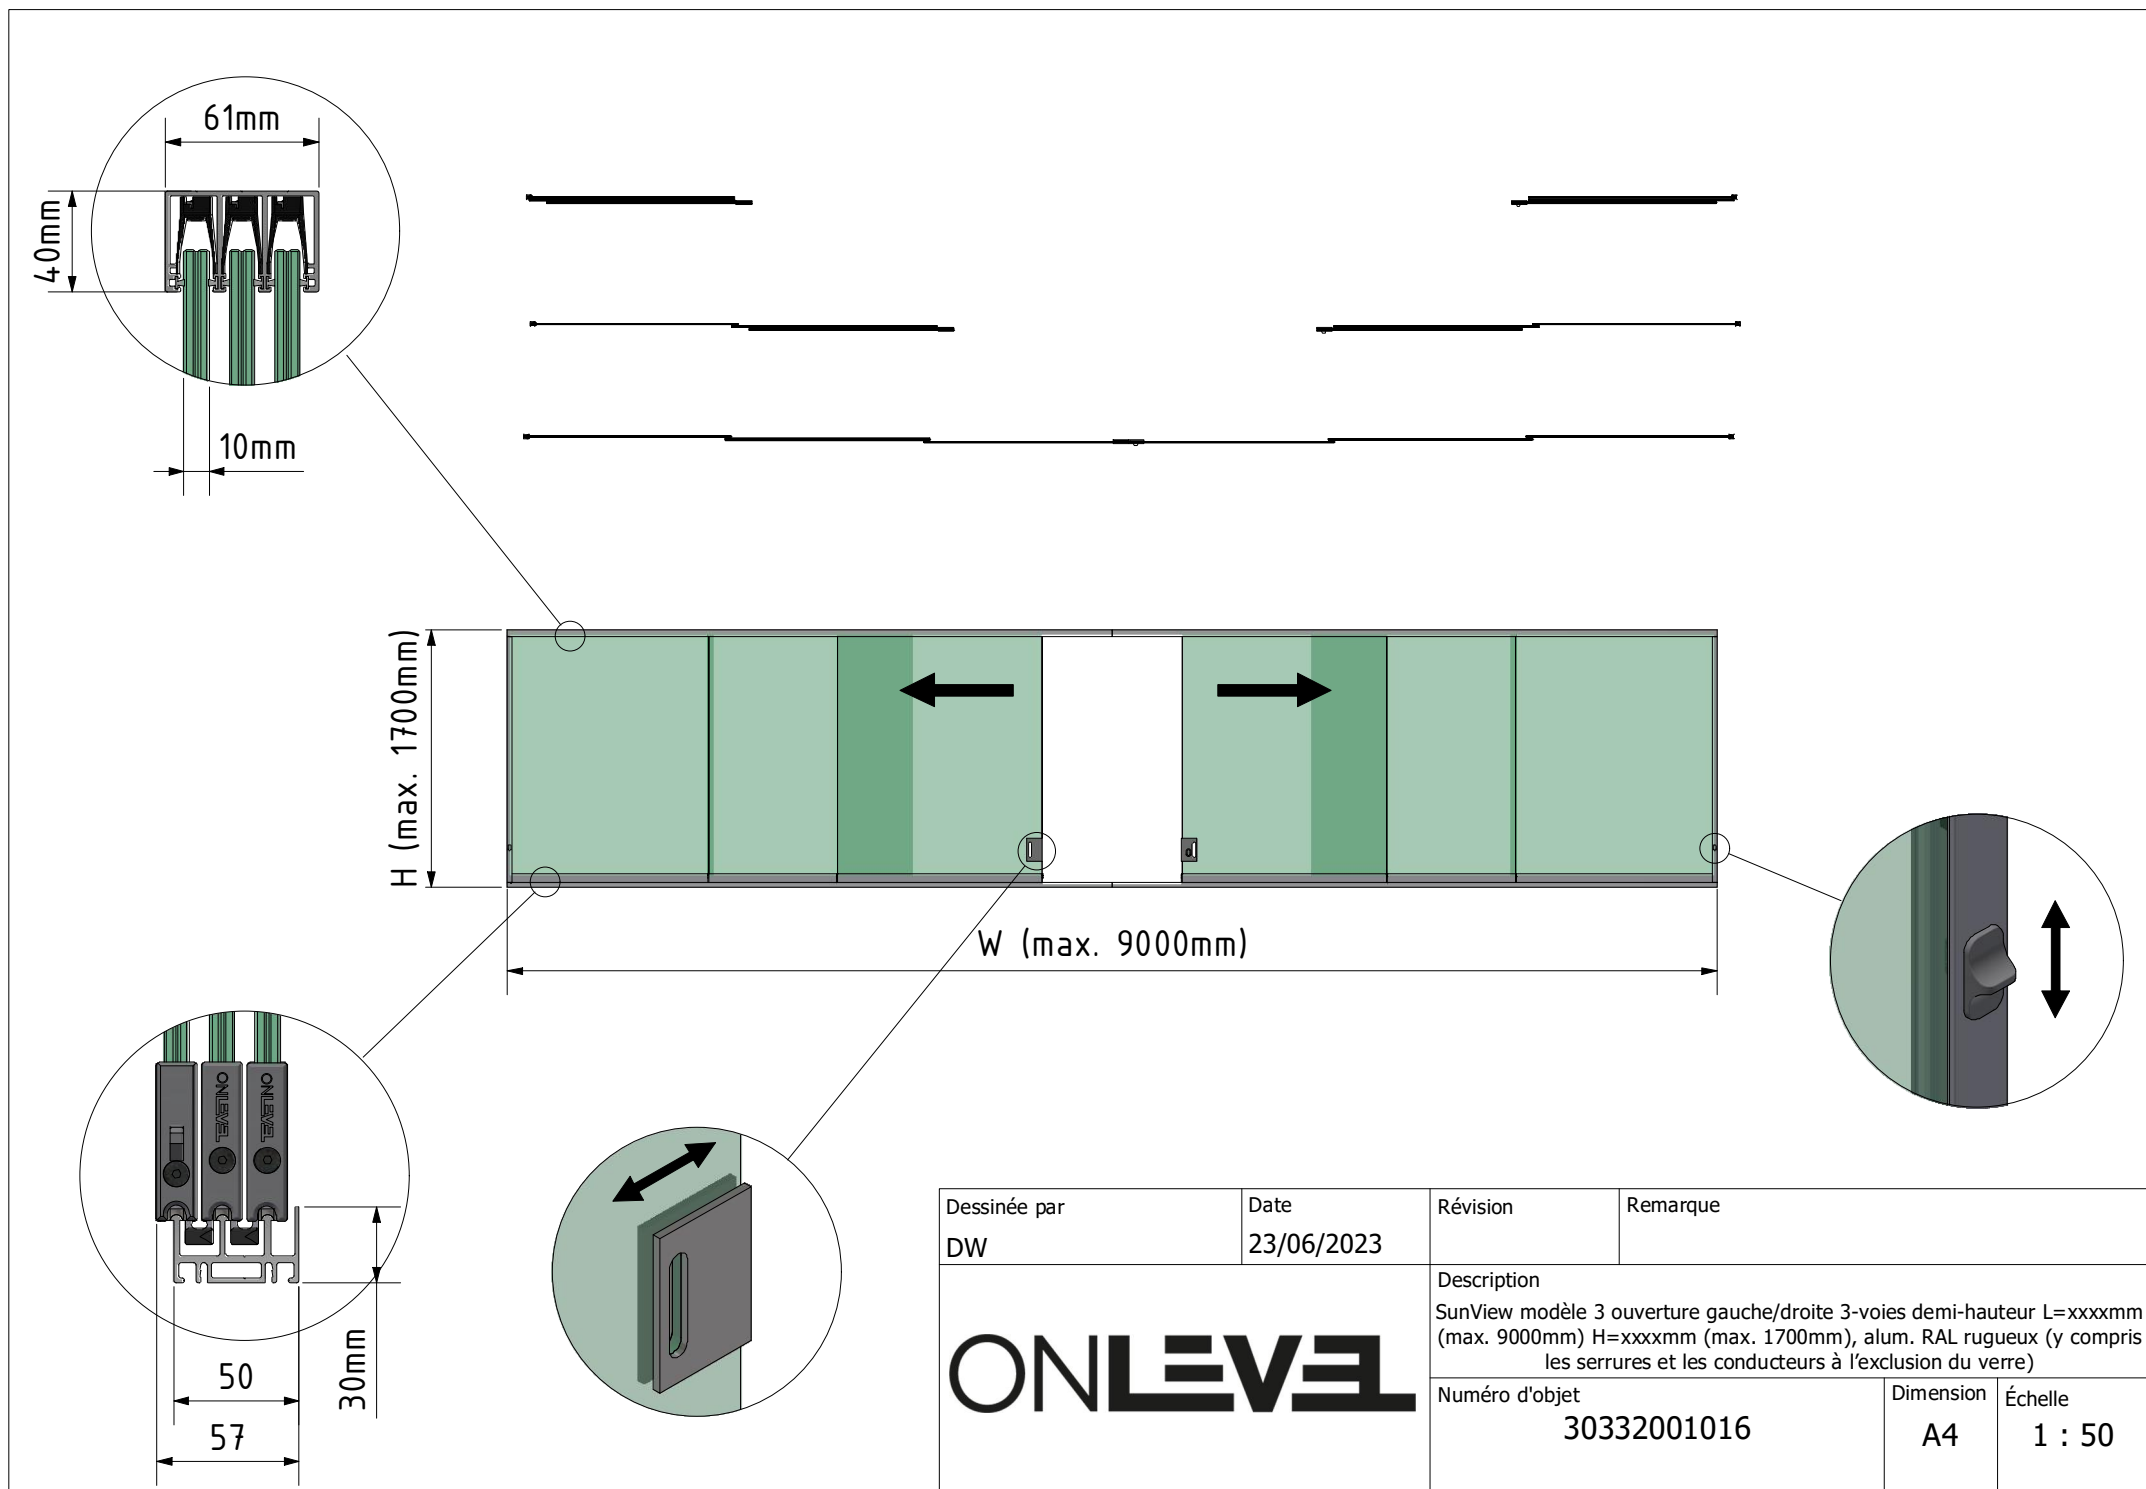 61mm
40mm
10mm
H (max. 1700mm)
W (max. 9000mm)
ONLEVEL
ONLEVEL
30mm
50
57
Dessinée par
DW
Date
23/06/2023
Révision
Remarque
ONLEVEL
Description
SunView modèle 3 ouverture gauche/droite 3-voies demi-hauteur L=xxxxmm
(max. 9000mm) H=xxxxmm (max. 1700mm), alum. RAL rugueux (y compris
les serrures et les conducteurs à l'exclusion du verre)
Numéro d'objet
30332001016
Dimension
A4
Échelle
1 : 50